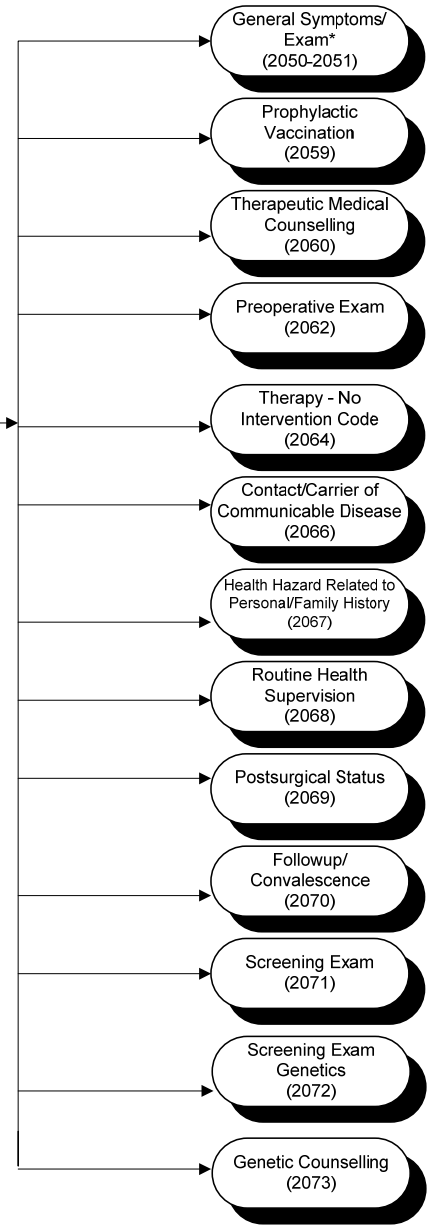 General Symptoms/
Exam*
(2050-2051)
Prophylactic
Vaccination
(2059)
Therapeutic Medical
Counselling
(2060)
Preoperative Exam
(2062)
Therapy - No
Intervention Code
(2064)
Contact/Carrier of
Communicable Disease
(2066)
Health Hazard Related to
Personal/Family History
(2067)
Routine Health
Supervision
(2068)
Postsurgical Status
(2069)
Followup/
Convalescence
(2070)
Screening Exam
(2071)
Screening Exam
Genetics
(2072)
Genetic Counselling
(2073)